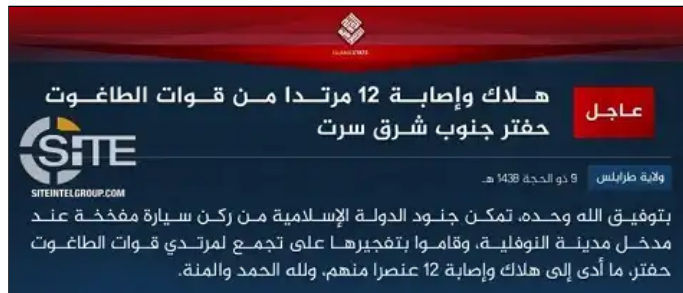 ISLAMIC STATE
عاجل
هلاك وإصابة 12 مرتدا من قوات الطاغوت
حفتر جنوب شرق سرت
SITE
SITEINTELGROUP.COM
ولاية طرابلس 9 ذو الحجة 1438 هـ
بتوفيق الله وحده، تمكن جنود الدولة الإسلامية من ركن سيارة مفخخة عند
مدخل مدينة النوفلية، وقاموا بتفجيرها على تجمع لمرتدي قوات الطاغوت
حفتر، ما أدى إلى هلاك وإصابة 12 عنصرا منهم، ولله الحمد والمنة.